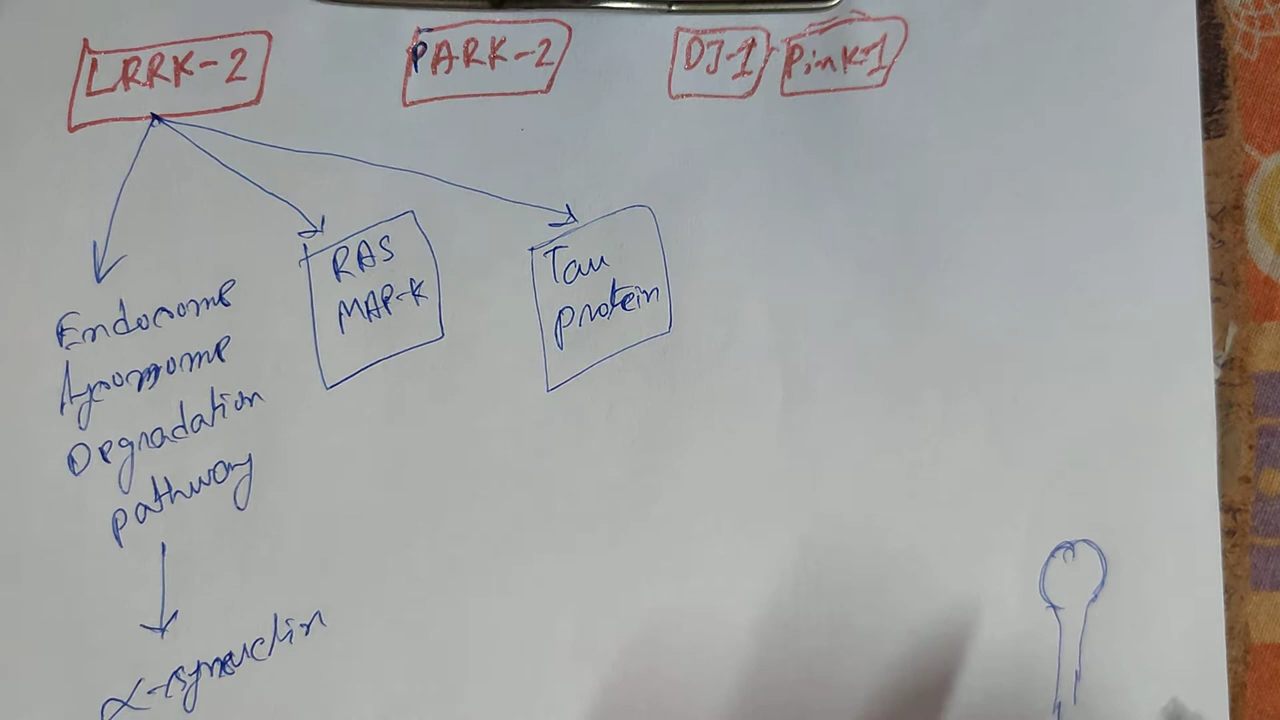 LRRK-2
PARK-2
DJ-1
Pink-1
RAS
MAP-K
Tau
protein
Endosome
Lysosome
Degradation
pathway
α-synuclin